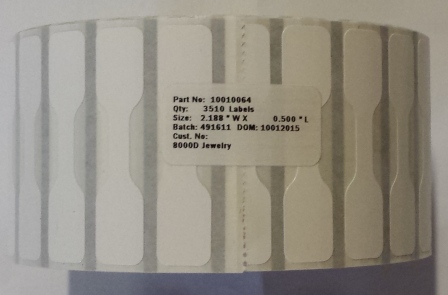 Part No: 10010064
Qty: 3510 Labels
Size: 2.188 " W X 0.500 " L
Batch: 491611 DOM: 10012015
Cust. No:
8000D Jewelry